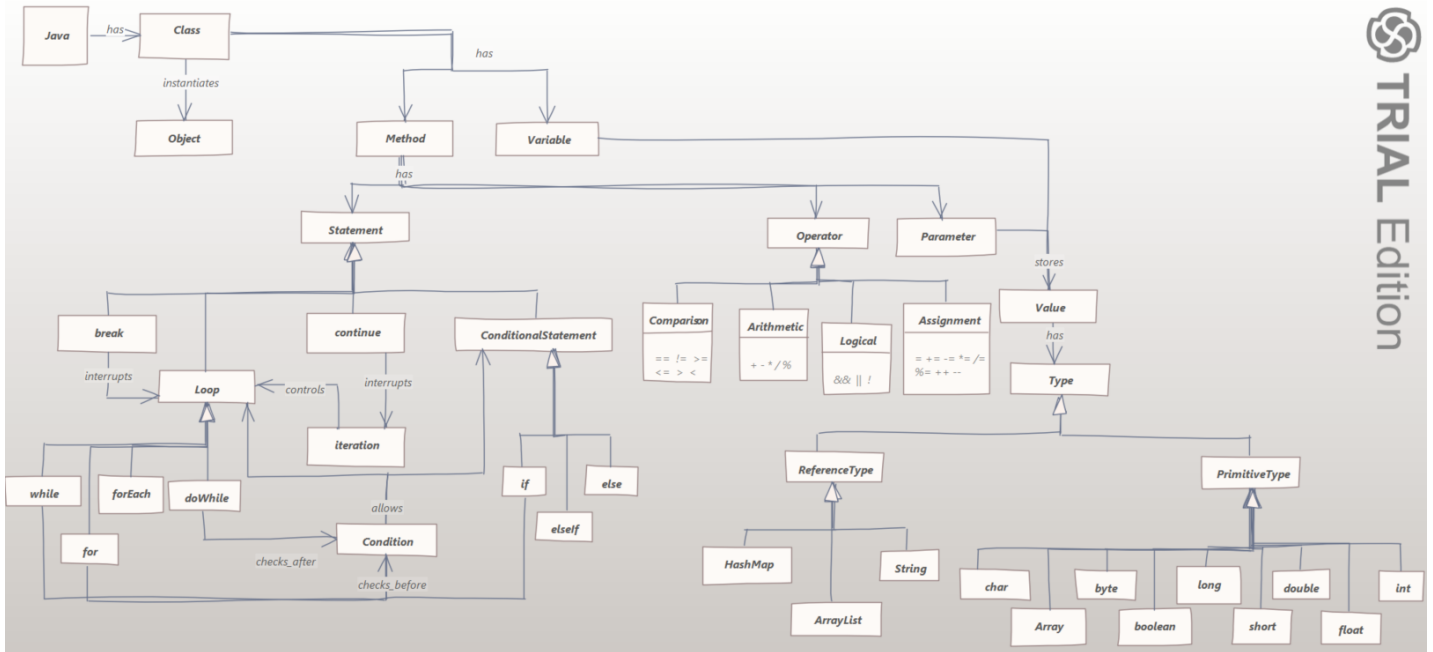 Java
has
Class
has
instantiates
Object
Method
Variable
has
Statement
Operator
Parameter
stores
break
continue
ConditionalStatement
Comparison
== != >=
<= > <
Arithmetic
+ - * / %
Logical
&& || !
Assignment
= += -= *= /=
%= ++ --
Value
has
Type
interrupts
Loop
controls
interrupts
iteration
while
forEach
doWhile
for
if
else
elseIf
allows
Condition
checks_after
checks_before
ReferenceType
PrimitiveType
HashMap
ArrayList
String
char
Array
byte
boolean
long
short
double
float
int
TRIAL Edition